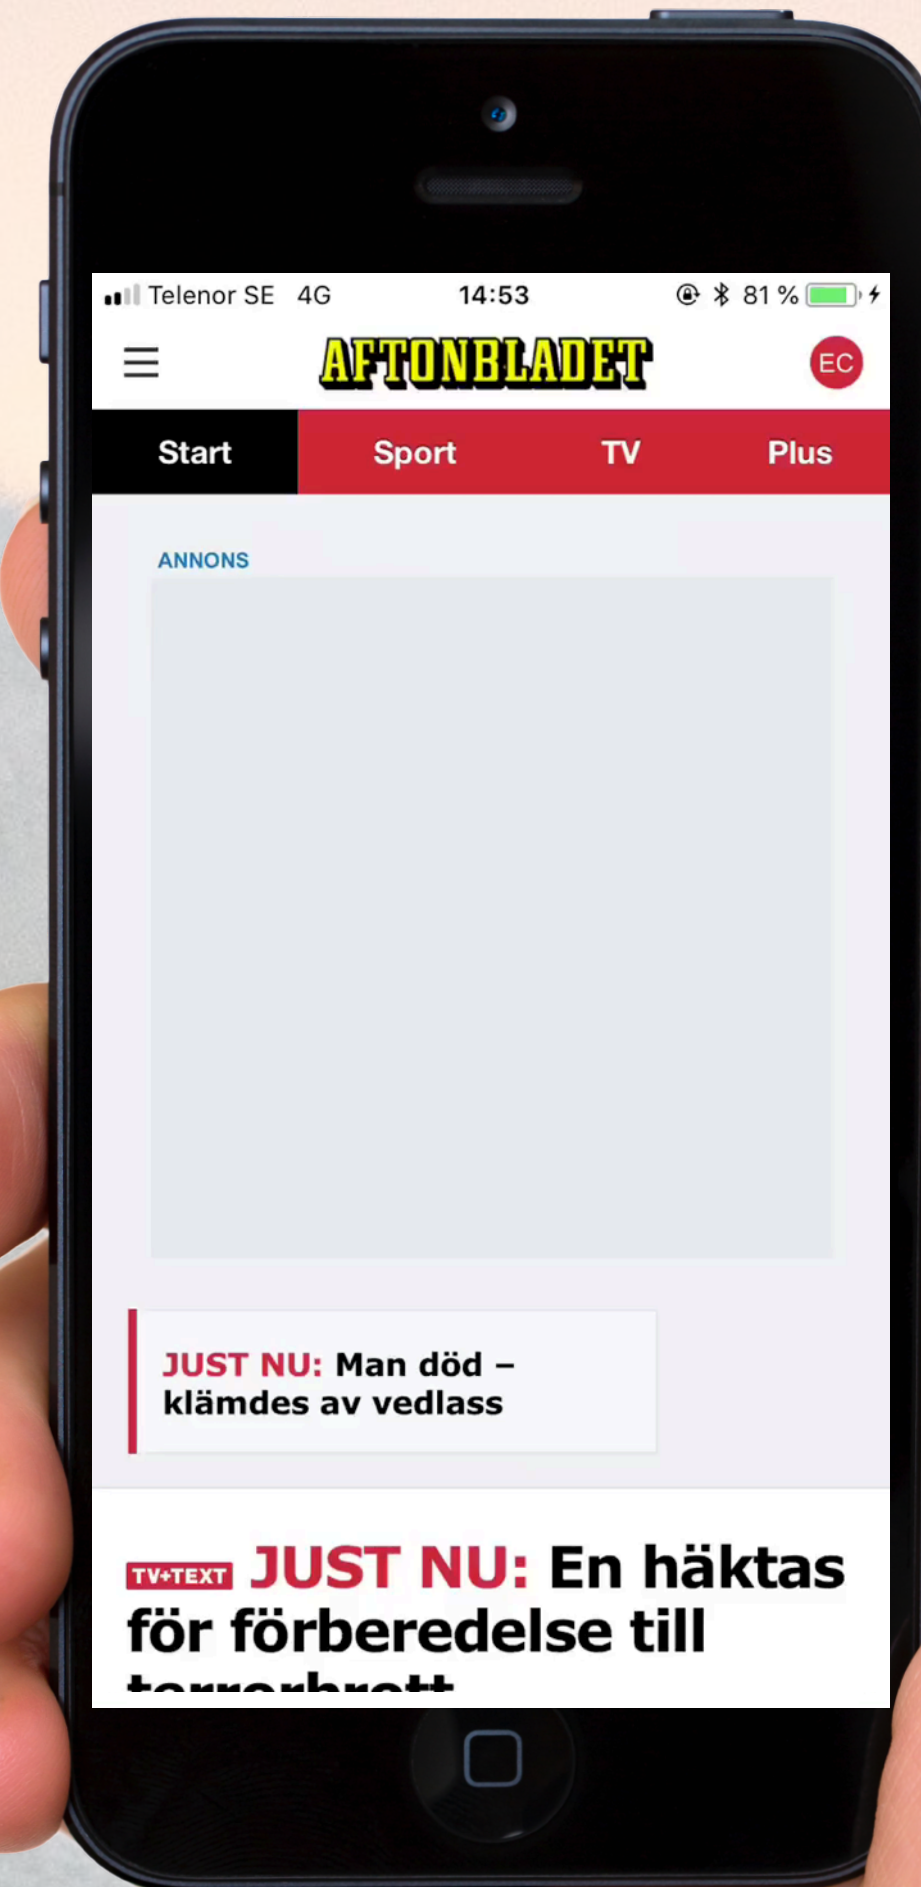 Telenor SE 4G 14:53 81 %
AFTONBLADET EC
Start Sport TV Plus
ANNONS
JUST NU: Man död –
klämdes av vedlass
TV+TEXT JUST NU: En häktas
för förberedelse till
terrorbrott